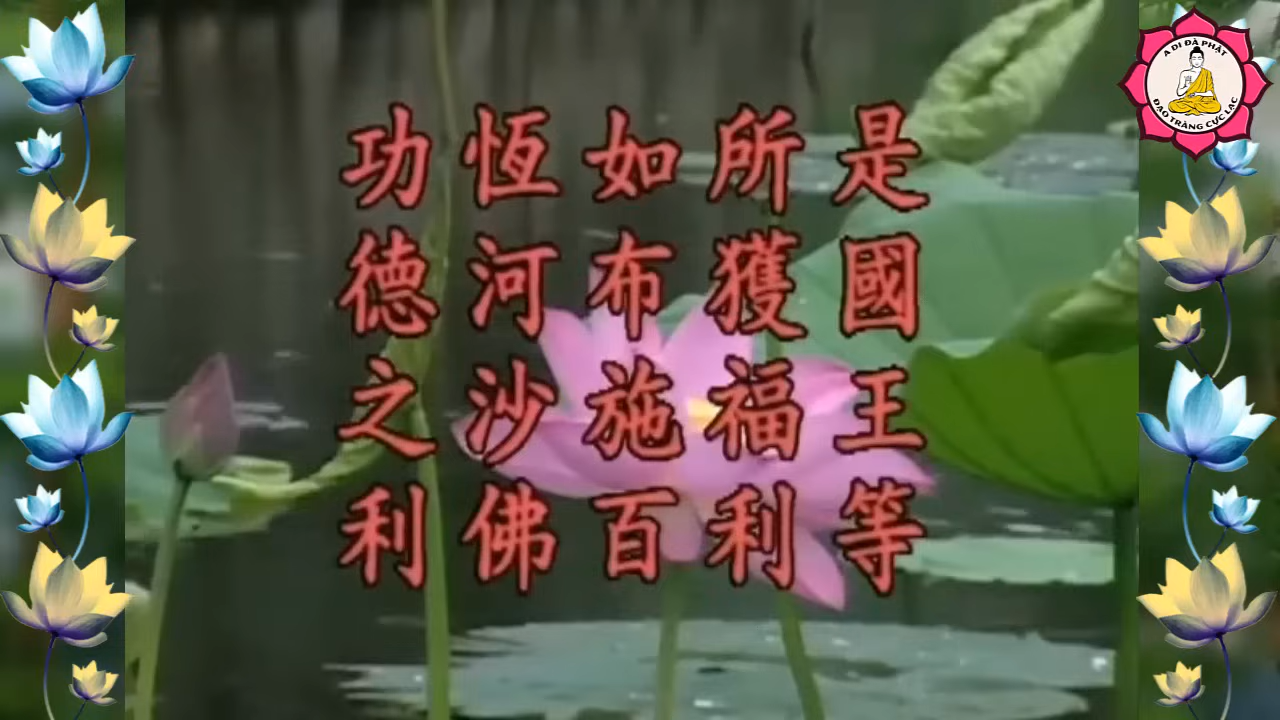 是國王等
所獲福利
如布施百
恆河沙佛
功德之利
A DI ĐÀ PHẬT
ĐẠO TRÀNG CỰC LẠC